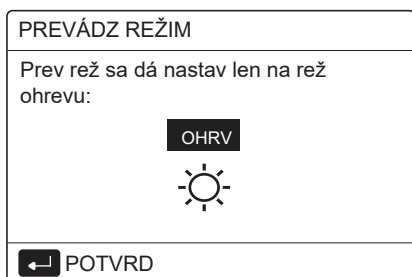 PREVÁDZ REŽIM
Prev rež sa dá nastav len na rež
ohrevu:
OHRV
POTVRD